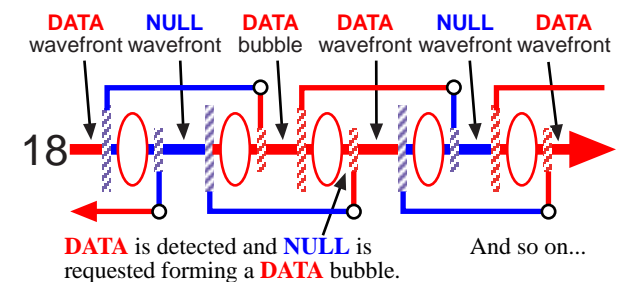 DATA NULL DATA DATA NULL DATA
wavefront wavefront bubble wavefront wavefront wavefront
18
DATA is detected and NULL is And so on...
requested forming a DATA bubble.